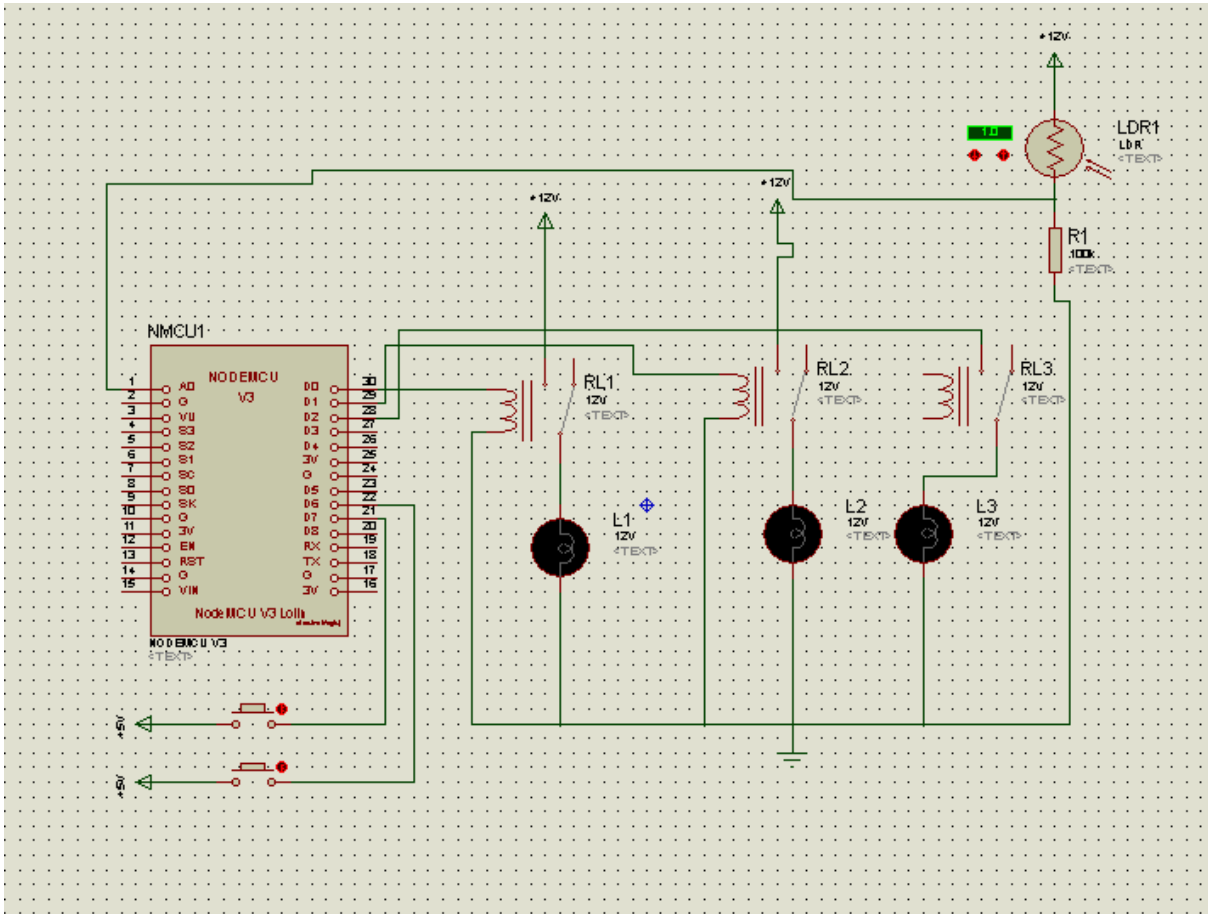 +12V
1.0
LDR1
LDR
<TEXT>
+12V
+12V
R1
100k
<TEXT>
NMCU1
NODEMCU
V3
1 A0
2 G
3 VU
4 S3
5 S2
6 S1
7 SC
8 S0
9 SK
10 G
11 3V
12 EN
13 RST
14 G
15 VIN
D0 30
D1 29
D2 28
D3 27
D4 26
3V 25
G 24
D5 23
D6 22
D7 21
D8 20
RX 19
TX 18
G 17
3V 16
NodeMCU V3 Lolin
NODEMCU V3
<TEXT>
RL1
12V
<TEXT>
RL2
12V
<TEXT>
RL3
12V
<TEXT>
L1
12V
<TEXT>
L2
12V
<TEXT>
L3
12V
<TEXT>
+5V
+5V